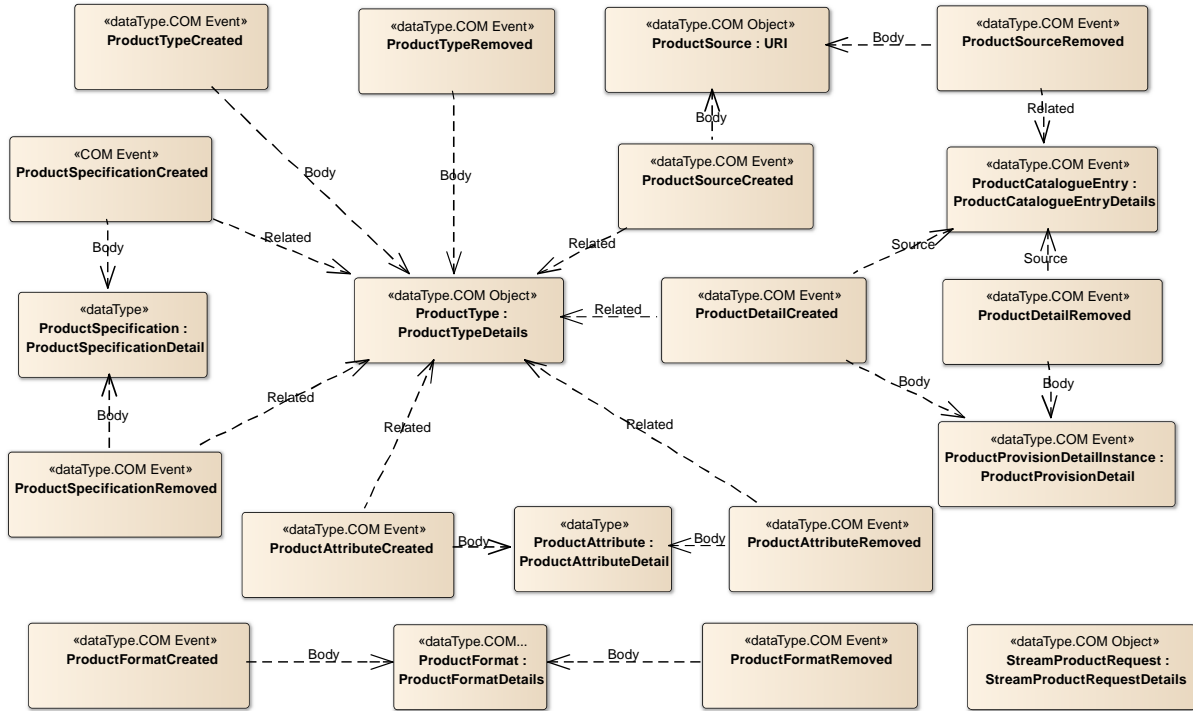 «dataType.COM Event»
ProductTypeCreated
«dataType.COM Event»
ProductTypeRemoved
«dataType.COM Object»
ProductSource : URI
Body
«dataType.COM Event»
ProductSourceRemoved
Body
Related
«COM Event»
ProductSpecificationCreated
Body
Body
«dataType.COM Event»
ProductSourceCreated
«dataType.COM Event»
ProductCatalogueEntry :
ProductCatalogueEntryDetails
Body
Related
Related
Source
Source
«dataType»
ProductSpecification :
ProductSpecificationDetail
«dataType.COM Object»
ProductType :
ProductTypeDetails
Related
«dataType.COM Event»
ProductDetailCreated
«dataType.COM Event»
ProductDetailRemoved
Body
Related
Related
Related
Body
Body
«dataType.COM Event»
ProductSpecificationRemoved
«dataType.COM Event»
ProductProvisionDetailInstance :
ProductProvisionDetail
«dataType.COM Event»
ProductAttributeCreated
Body
«dataType»
ProductAttribute :
ProductAttributeDetail
Body
«dataType.COM Event»
ProductAttributeRemoved
«dataType.COM Event»
ProductFormatCreated
Body
«dataType.COM...
ProductFormat :
ProductFormatDetails
Body
«dataType.COM Event»
ProductFormatRemoved
«dataType.COM Object»
StreamProductRequest :
StreamProductRequestDetails